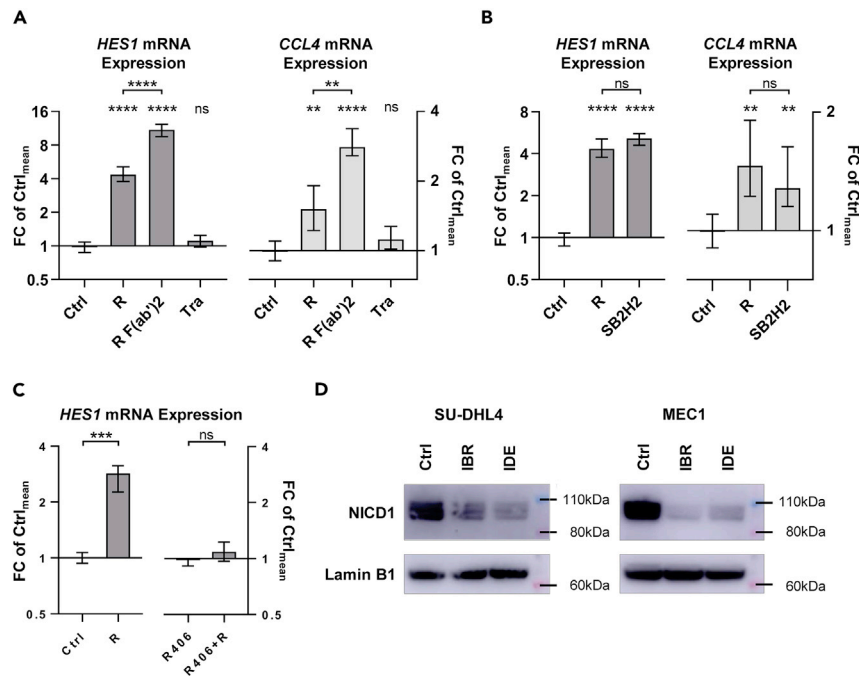 A
HES1 mRNA
Expression
****
**** **** ns
16
8
4
2
1
0.5
FC of Ctrlmean
Ctrl
R
R F(ab')2
Tra
CCL4 mRNA
Expression
**
** **** ns
4
2
1
FC of Ctrlmean
Ctrl
R
R F(ab')2
Tra
B
HES1 mRNA
Expression
ns
**** ****
8
4
2
1
0.5
FC of Ctrlmean
Ctrl
R
SB2H2
CCL4 mRNA
Expression
ns
** **
2
1
FC of Ctrlmean
Ctrl
R
SB2H2
C
HES1 mRNA Expression
***
4
2
1
0.5
FC of Ctrlmean
Ctrl
R
ns
4
2
1
0.5
FC of Ctrlmean
R406
R406+R
D
SU-DHL4
Ctrl
IBR
IDE
MEC1
Ctrl
IBR
IDE
NICD1
110kDa
80kDa
110kDa
80kDa
Lamin B1
60kDa
60kDa